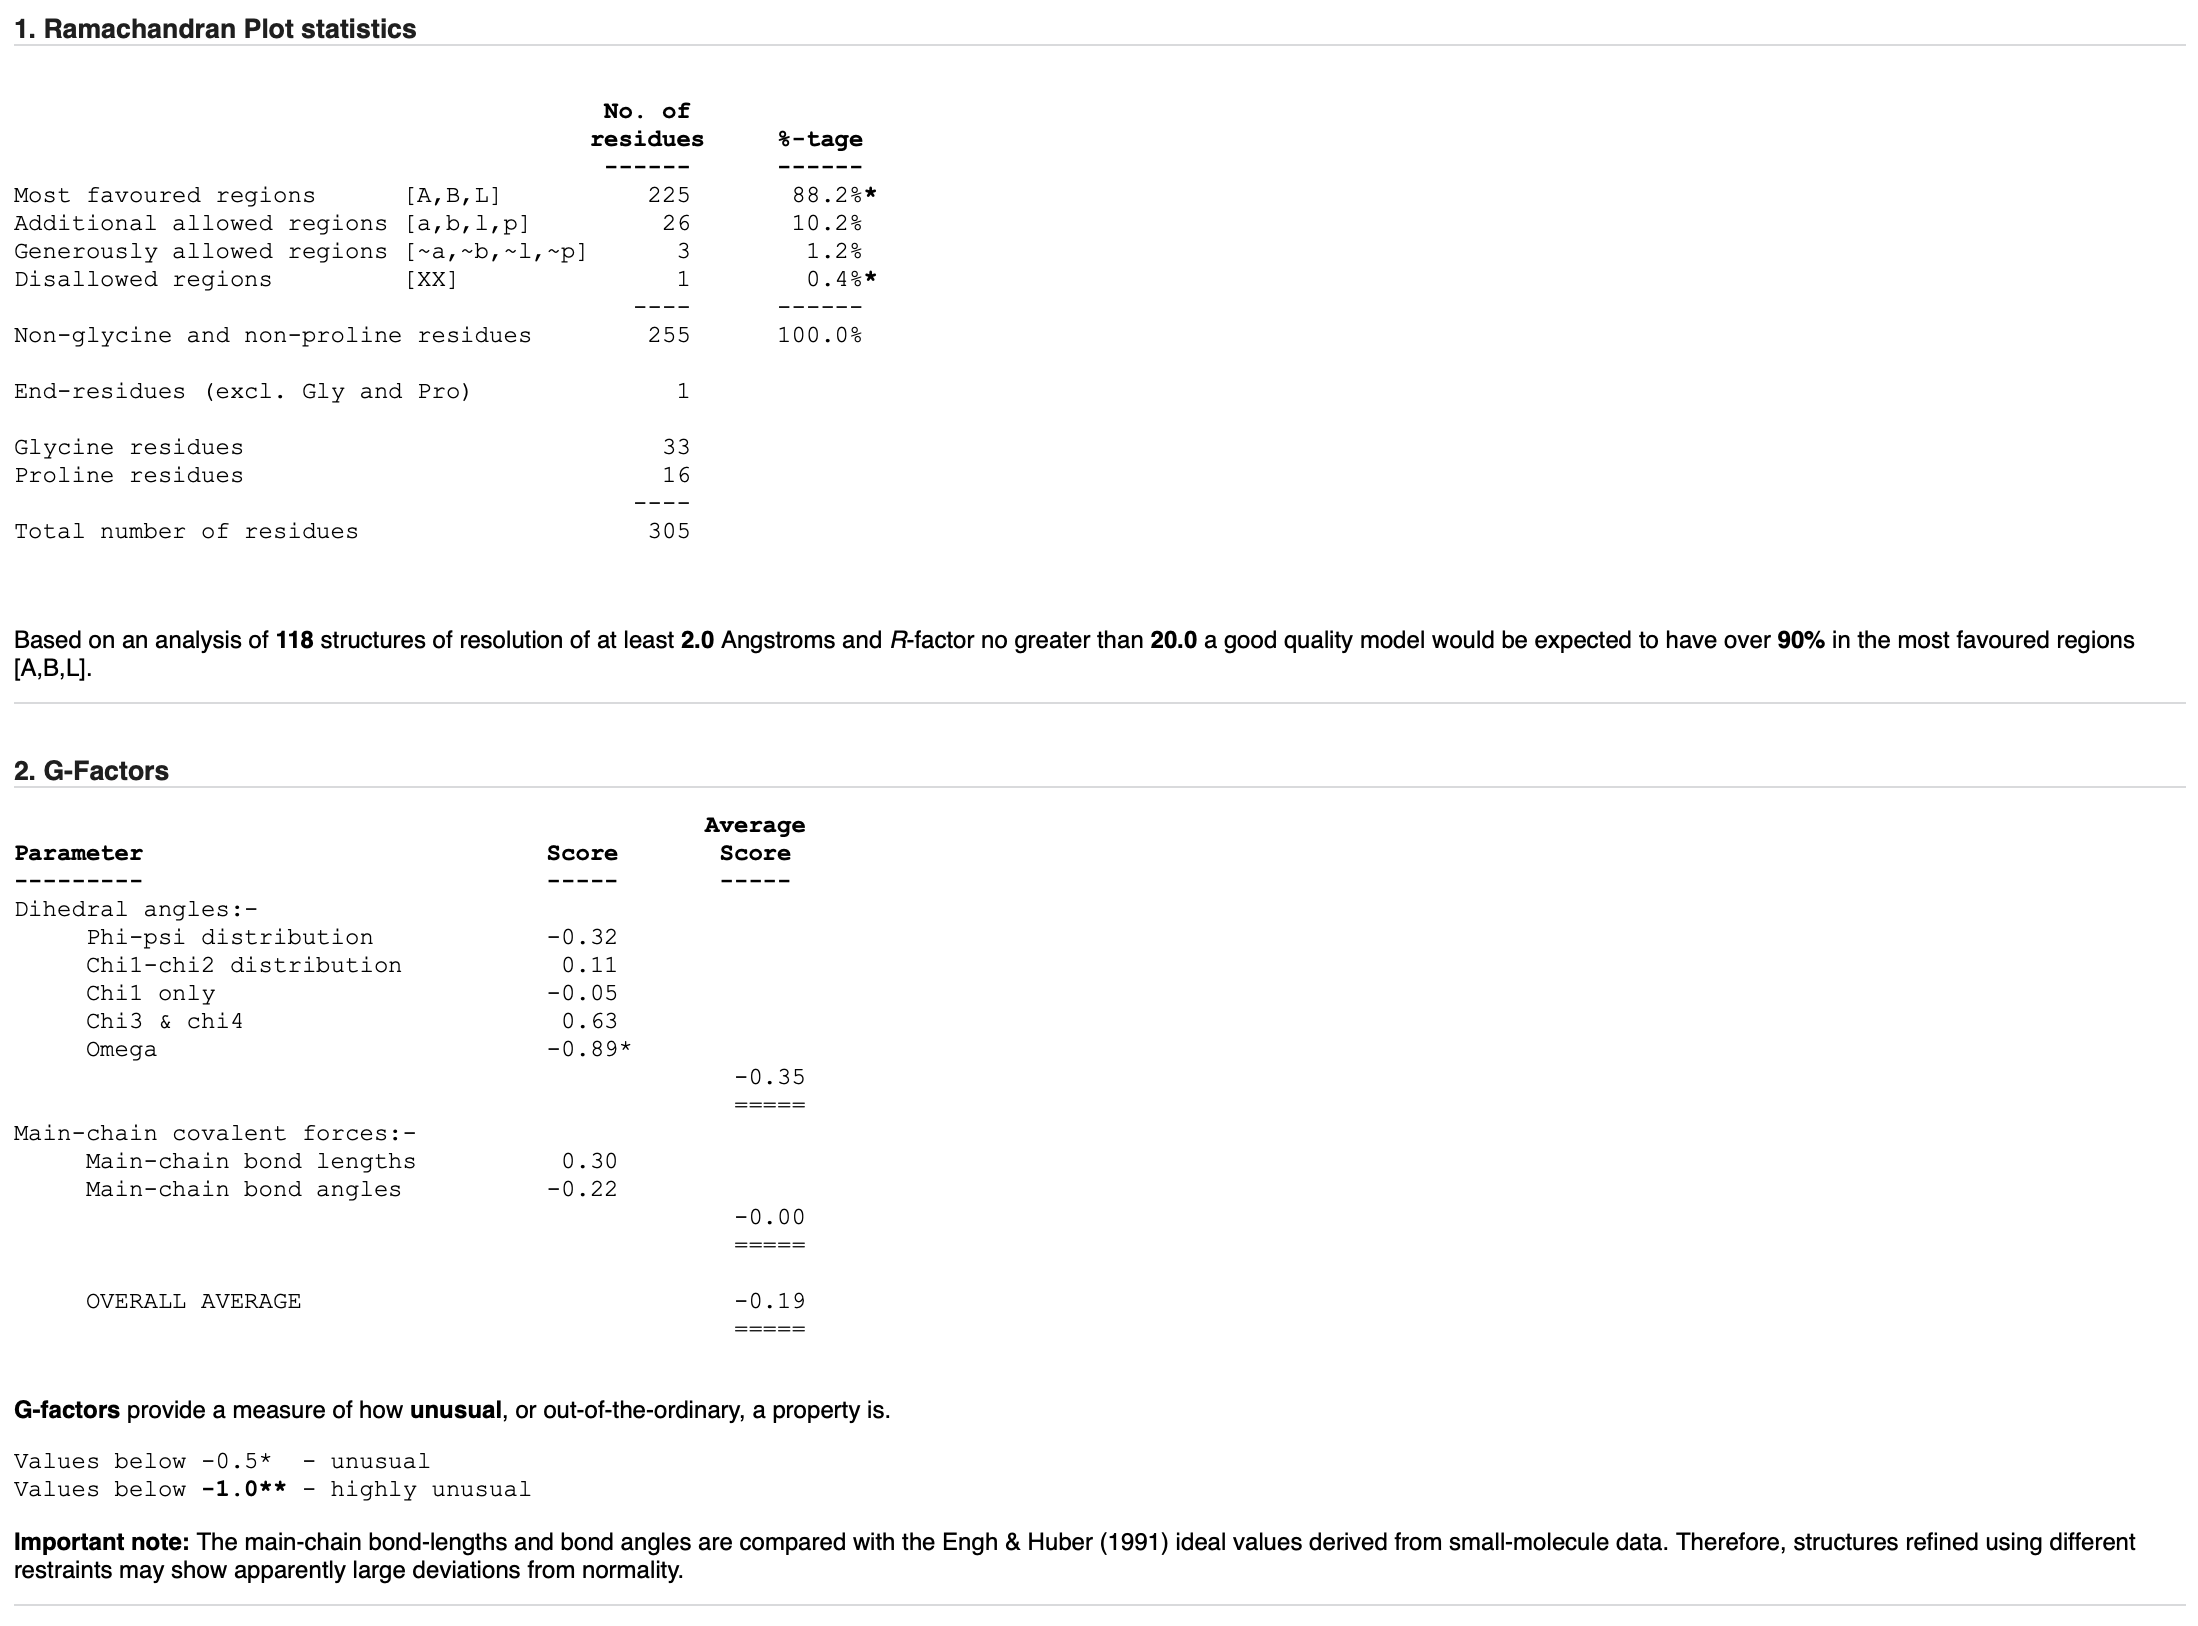 1. Ramachandran Plot statistics
No. of
residues %-tage
------ ------
Most favoured regions [A,B,L] 225 88.2%*
Additional allowed regions [a,b,l,p] 26 10.2%
Generously allowed regions [~a,~b,~l,~p] 3 1.2%
Disallowed regions [XX] 1 0.4%*
---- ------
Non-glycine and non-proline residues 255 100.0%
End-residues (excl. Gly and Pro) 1
Glycine residues 33
Proline residues 16
----
Total number of residues 305
Based on an analysis of 118 structures of resolution of at least 2.0 Angstroms and R-factor no greater than 20.0 a good quality model would be expected to have over 90% in the most favoured regions
[A,B,L].
2. G-Factors
Average
Parameter Score Score
--------- ----- -----
Dihedral angles:-
Phi-psi distribution -0.32
Chi1-chi2 distribution 0.11
Chi1 only -0.05
Chi3 & chi4 0.63
Omega -0.89*
-0.35
=====
Main-chain covalent forces:-
Main-chain bond lengths 0.30
Main-chain bond angles -0.22
-0.00
=====
OVERALL AVERAGE -0.19
=====
G-factors provide a measure of how unusual, or out-of-the-ordinary, a property is.
Values below -0.5* - unusual
Values below -1.0** - highly unusual
Important note: The main-chain bond-lengths and bond angles are compared with the Engh & Huber (1991) ideal values derived from small-molecule data. Therefore, structures refined using different
restraints may show apparently large deviations from normality.